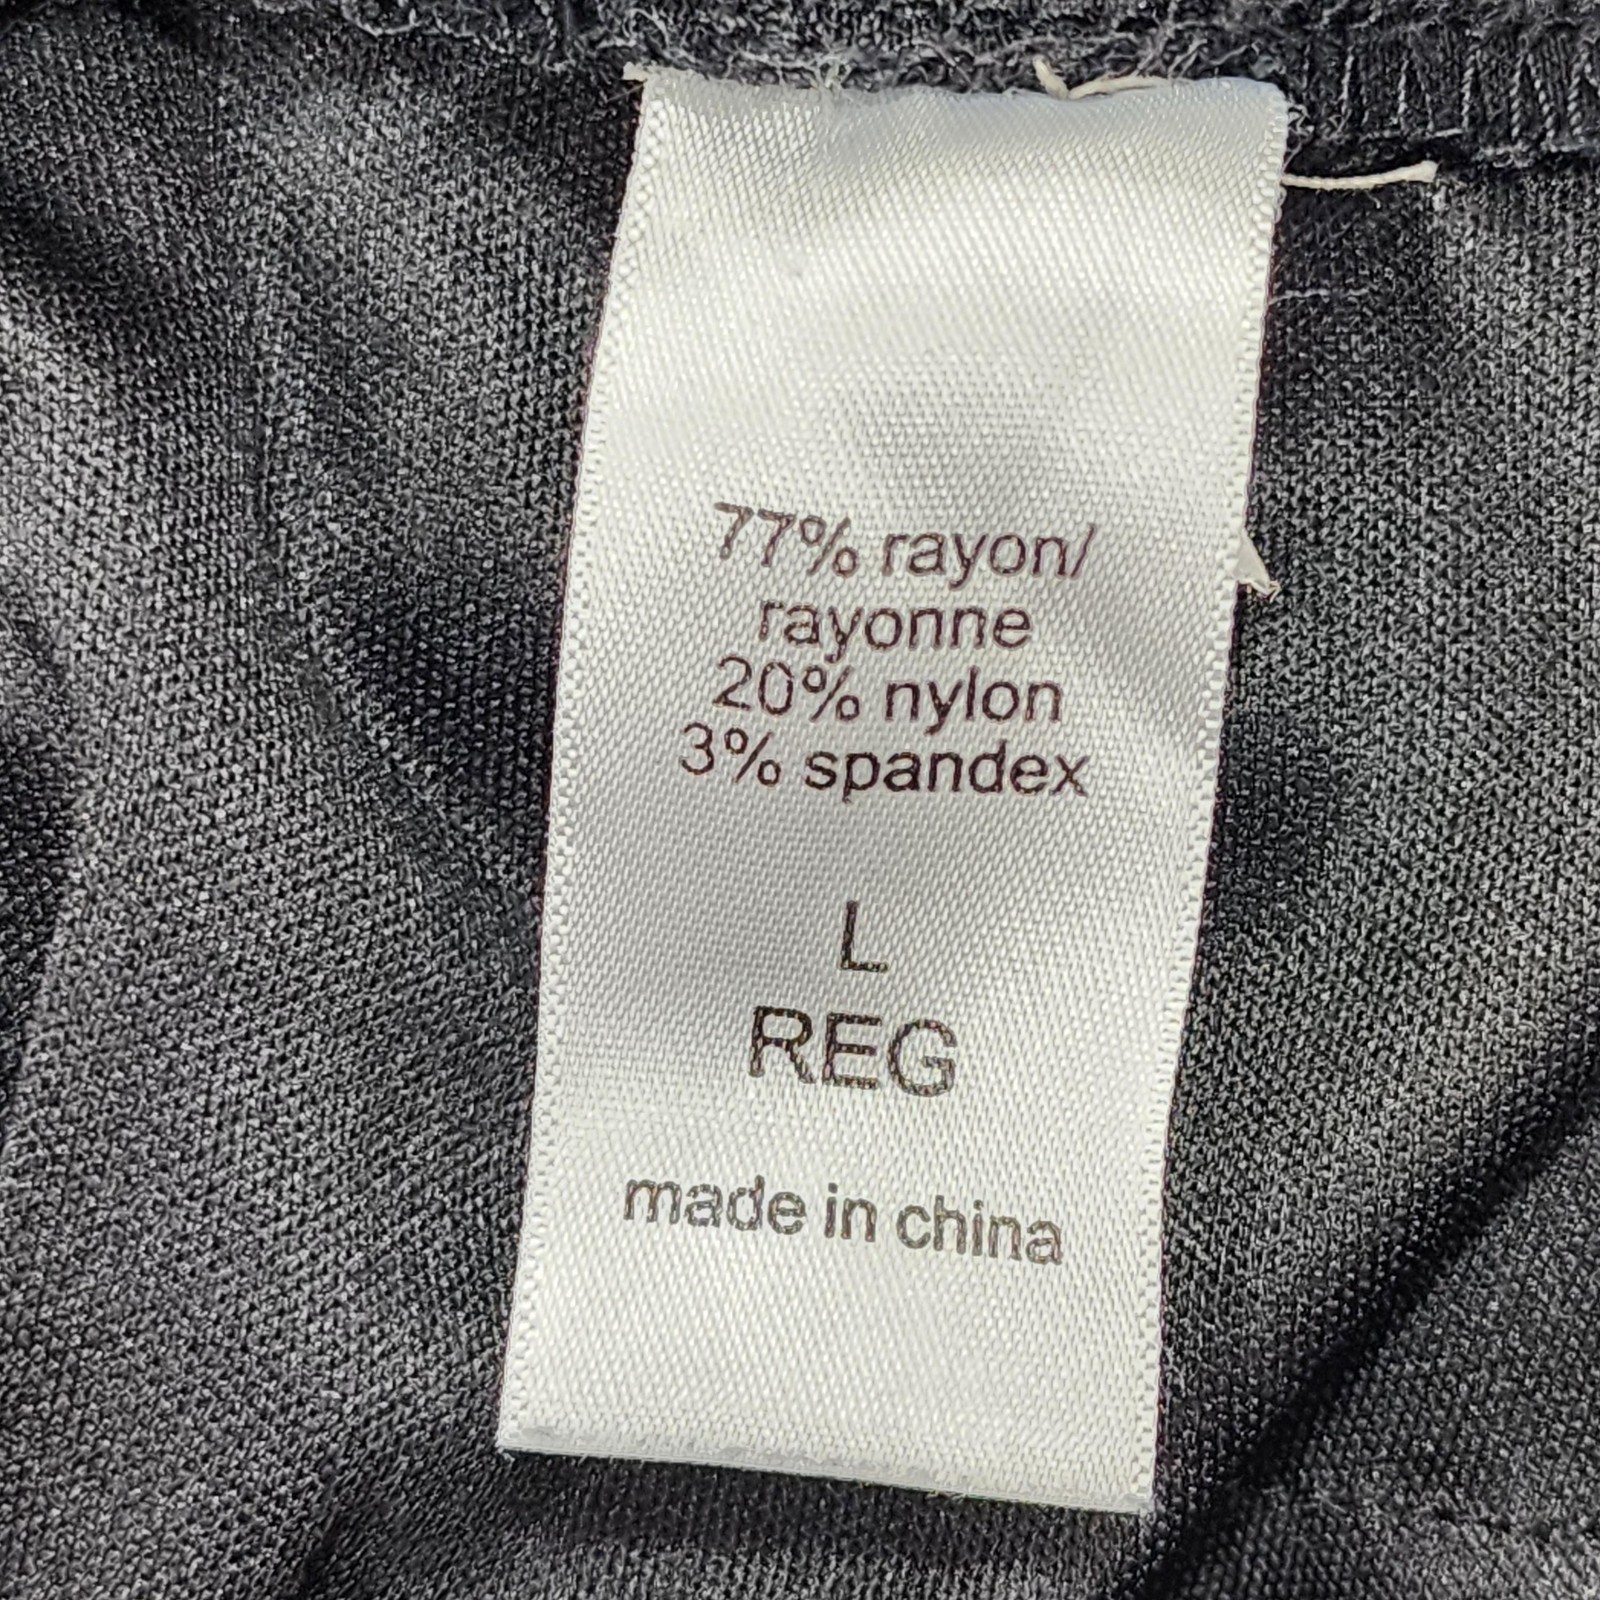 77% rayon/
rayonne
20% nylon
3% spandex
L
REG
made in china